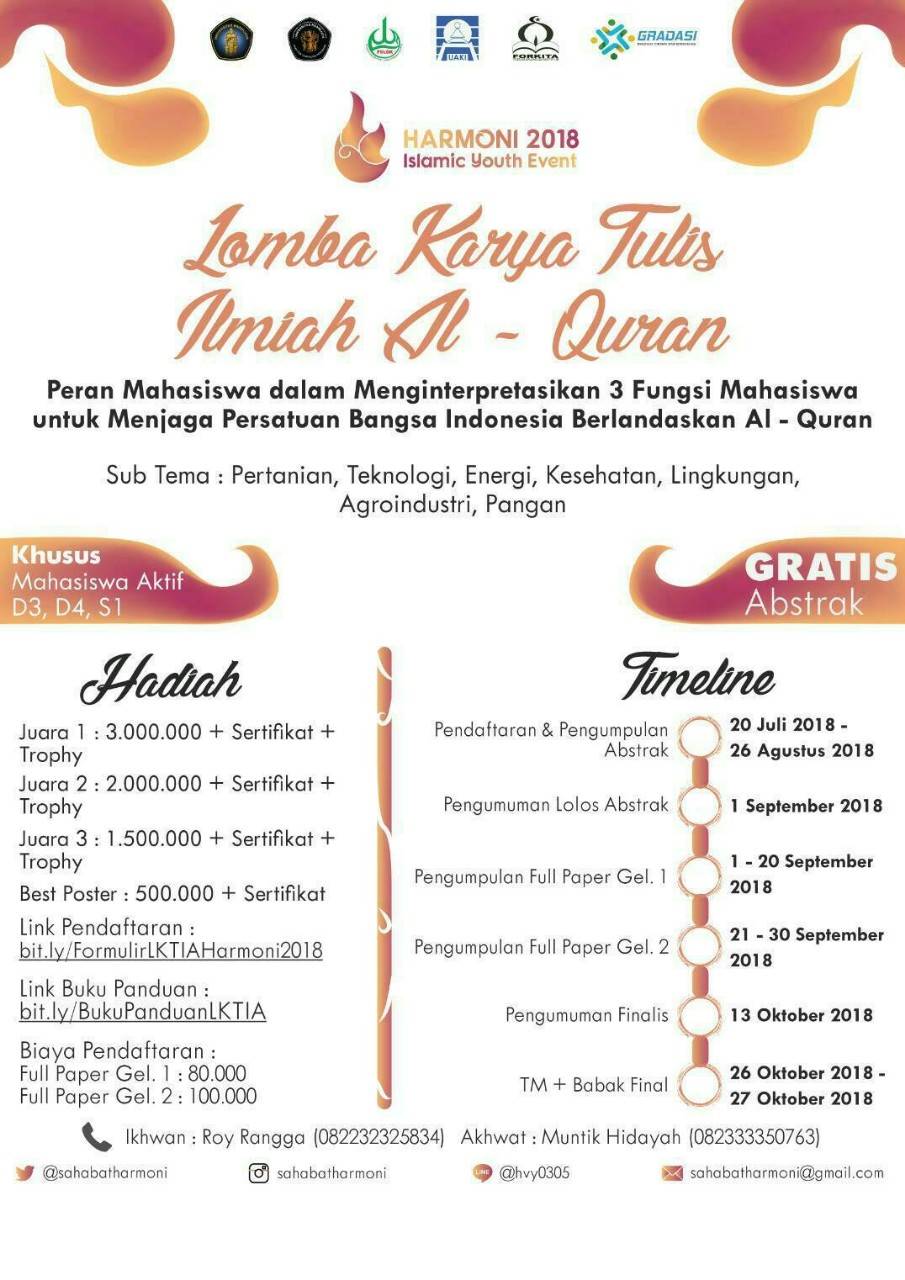 UAKI
FORKITA
GRADASI
HARMONI 2018
Islamic Youth Event
Lomba Karya Tulis
Ilmiah Al - Quran
Peran Mahasiswa dalam Menginterpretasikan 3 Fungsi Mahasiswa
untuk Menjaga Persatuan Bangsa Indonesia Berlandaskan Al - Quran
Sub Tema : Pertanian, Teknologi, Energi, Kesehatan, Lingkungan,
Agroindustri, Pangan
Khusus
Mahasiswa Aktif
D3, D4, S1
GRATIS
Abstrak
Hadiah
Juara 1 : 3.000.000 + Sertifikat +
Trophy
Juara 2 : 2.000.000 + Sertifikat +
Trophy
Juara 3 : 1.500.000 + Sertifikat +
Trophy
Best Poster : 500.000 + Sertifikat
Link Pendaftaran :
bit.ly/FormulirLKTIAHarmoni2018
Link Buku Panduan :
bit.ly/BukuPanduanLKTIA
Biaya Pendaftaran :
Full Paper Gel. 1 : 80.000
Full Paper Gel. 2 : 100.000
Timeline
Pendaftaran & Pengumpulan
Abstrak
20 Juli 2018 -
26 Agustus 2018
Pengumuman Lolos Abstrak
1 September 2018
Pengumpulan Full Paper Gel. 1
1 - 20 September
2018
Pengumpulan Full Paper Gel. 2
21 - 30 September
2018
Pengumuman Finalis
13 Oktober 2018
TM + Babak Final
26 Oktober 2018 -
27 Oktober 2018
Ikhwan : Roy Rangga (082232325834) Akhwat : Muntik Hidayah (082333350763)
@sahabatharmoni
sahabatharmoni
LINE
@hvy0305
sahabatharmoni@gmail.com